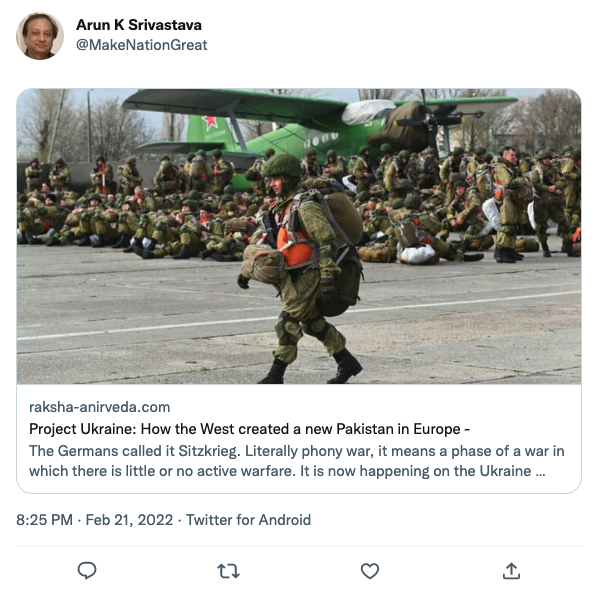 Arun K Srivastava
@MakeNationGreat
raksha-anirveda.com
Project Ukraine: How the West created a new Pakistan in Europe -
The Germans called it Sitzkrieg. Literally phony war, it means a phase of a war in
which there is little or no active warfare. It is now happening on the Ukraine ...
8:25 PM · Feb 21, 2022 · Twitter for Android